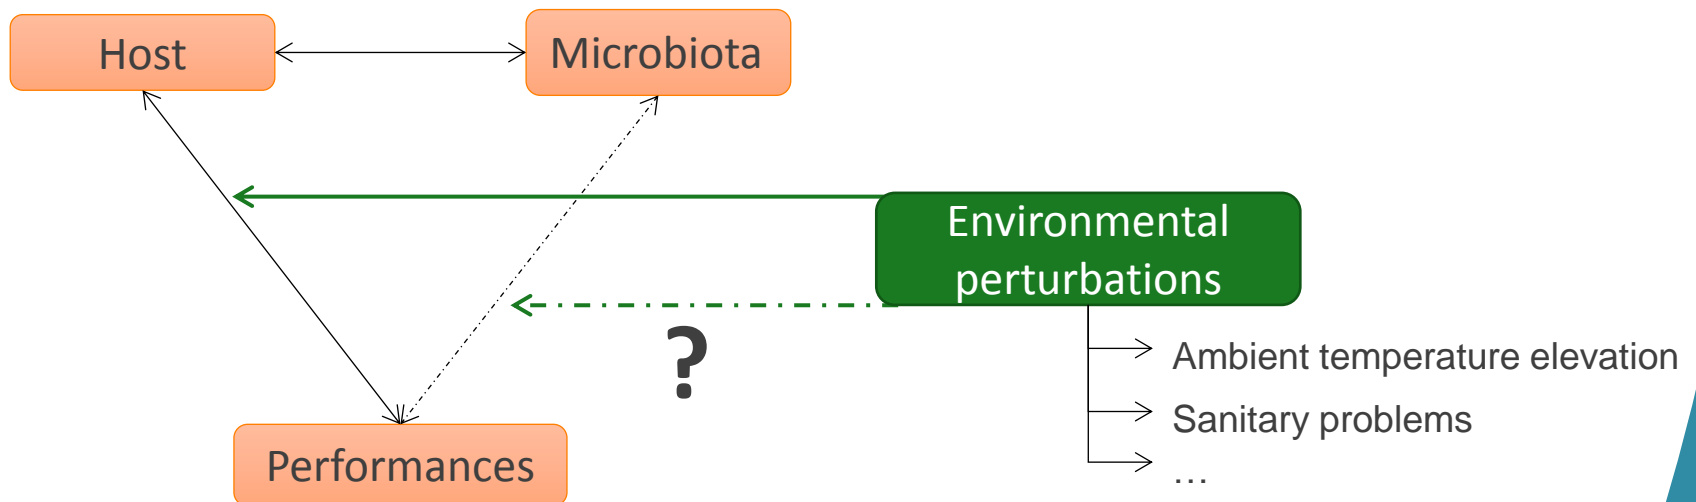 Host
Microbiota
Environmental
perturbations
?
Ambient temperature elevation
Sanitary problems
Performances
…